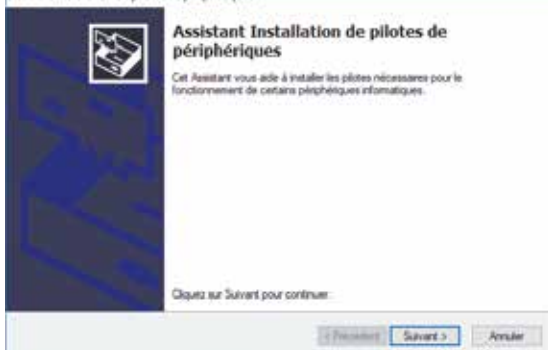 Assistant Installation de pilotes de
périphériques
Cet Assistant vous aide à installer les pilotes nécessaires pour le
fonctionnement de certains périphériques informatiques.
Cliquez sur Suivant pour continuer.
< Précédent Suivant > Annuler